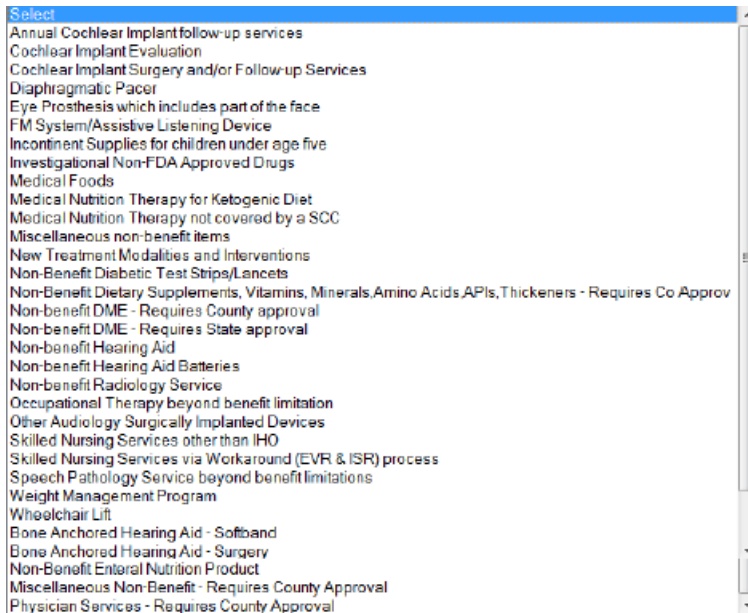 Select
Annual Cochlear Implant follow-up services
Cochlear Implant Evaluation
Cochlear Implant Surgery and/or Follow-up Services
Diaphragmatic Pacer
Eye Prosthesis which includes part of the face
FM System/Assistive Listening Device
Incontinent Supplies for children under age five
Investigational Non-FDA Approved Drugs
Medical Foods
Medical Nutrition Therapy for Ketogenic Diet
Medical Nutrition Therapy not covered by a SCC
Miscellaneous non-benefit items
New Treatment Modalities and Interventions
Non-Benefit Diabetic Test Strips/Lancets
Non-Benefit Dietary Supplements, Vitamins, Minerals,Amino Acids,APIs,Thickeners - Requires Co Approv
Non-benefit DME - Requires County approval
Non-benefit DME - Requires State approval
Non-benefit Hearing Aid
Non-benefit Hearing Aid Batteries
Non-benefit Radiology Service
Occupational Therapy beyond benefit limitation
Other Audiology Surgically Implanted Devices
Skilled Nursing Services other than IHO
Skilled Nursing Services via Workaround (EVR & ISR) process
Speech Pathology Service beyond benefit limitations
Weight Management Program
Wheelchair Lift
Bone Anchored Hearing Aid - Softband
Bone Anchored Hearing Aid - Surgery
Non-Benefit Enteral Nutrition Product
Miscellaneous Non-Benefit - Requires County Approval
Physician Services - Requires County Approval